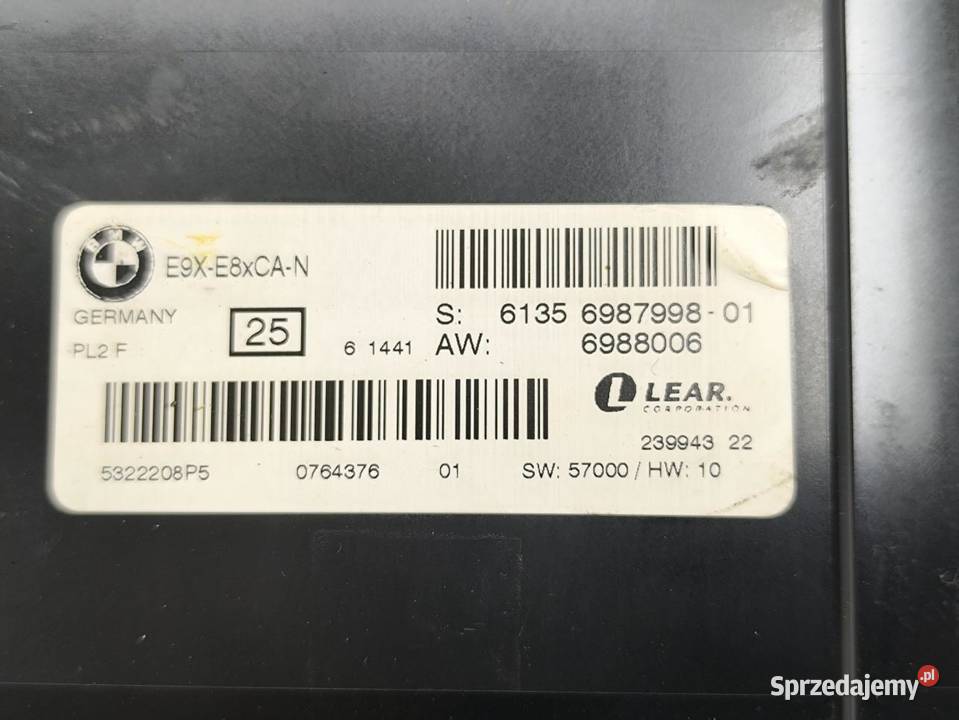 BMW
E9X-E8xCA-N
GERMANY
PL2 F
25
6 1441
S: 6135 6987998-01
AW: 6988006
LEAR.
CORPORATION
239943 22
5322208P5 0764376 01 SW: 57000 / HW: 10
Sprzedajemy.pl